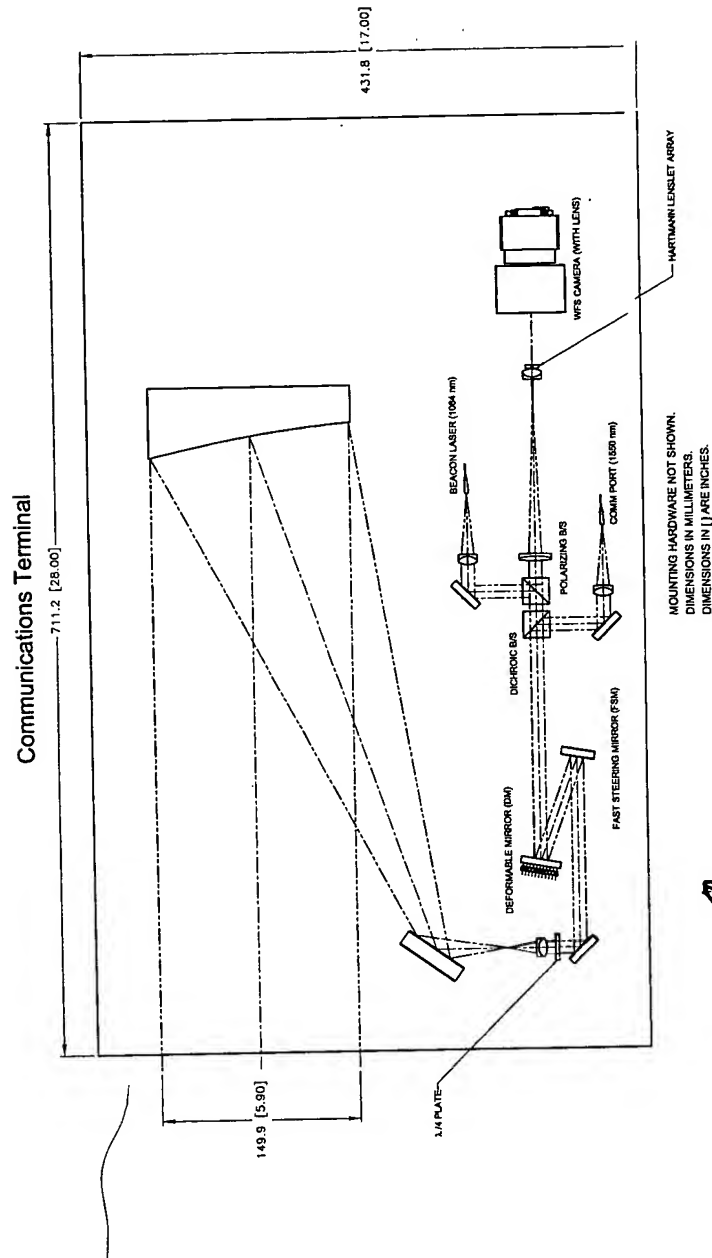 Communications Terminal
711.2 [28.00]
431.8 [17.00]
149.9 [5.90]
BEACON LASER (1064 nm)
WFS CAMERA (WITH LENS)
HARTMANN LENSLET ARRAY
POLARIZING B/S
DICHROIC B/S
COMM PORT (1550 nm)
DEFORMABLE MIRROR (DM)
FAST STEERING MIRROR (FSM)
λ/4 PLATE
MOUNTING HARDWARE NOT SHOWN.
DIMENSIONS IN MILLIMETERS.
DIMENSIONS IN [ ] ARE INCHES.